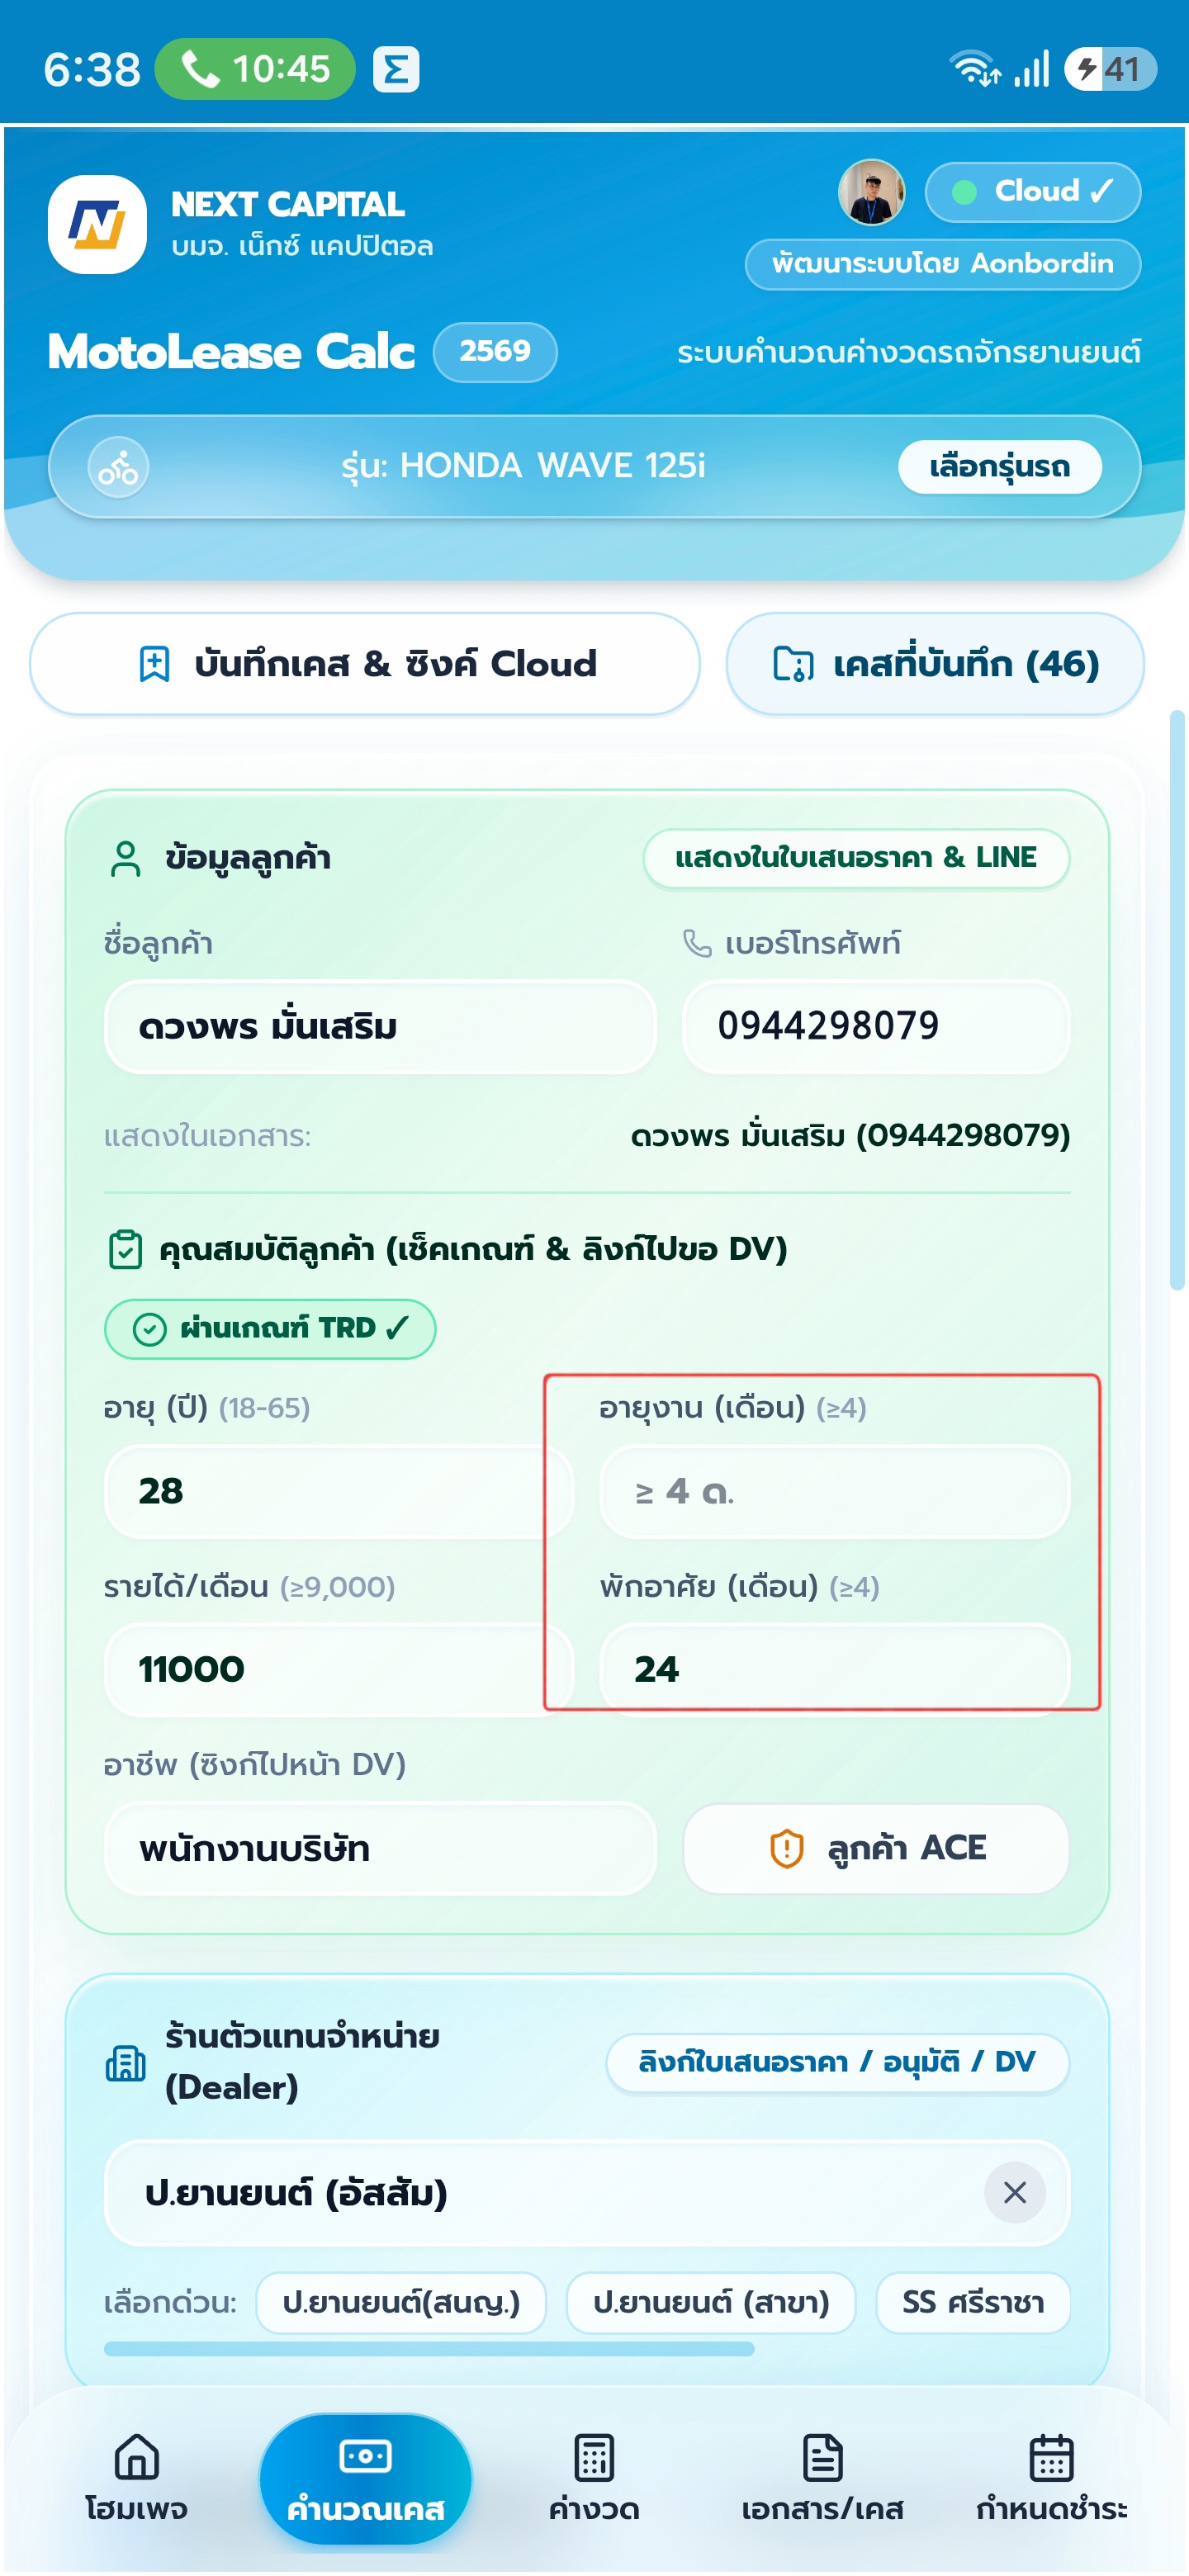 6:38 10:45 Σ 41
NEXT CAPITAL
บมจ. เน็กซ์ แคปปิตอล
Cloud ✓
พัฒนาระบบโดย Aonbordin
MotoLease Calc 2569 ระบบคำนวณค่างวดรถจักรยานยนต์
รุ่น: HONDA WAVE 125i เลือกรุ่นรถ
บันทึกเคส & ซิงค์ Cloud เคสที่บันทึก (46)
ข้อมูลลูกค้า แสดงในใบเสนอราคา & LINE
ชื่อลูกค้า เบอร์โทรศัพท์
ดวงพร มั่นเสริม 0944298079
แสดงในเอกสาร: ดวงพร มั่นเสริม (0944298079)
คุณสมบัติลูกค้า (เช็คเกณฑ์ & ลิงก์ไปขอ DV)
ผ่านเกณฑ์ TRD ✓
อายุ (ปี) (18-65) อายุงาน (เดือน) (≥4)
28 ≥ 4 ด.
รายได้/เดือน (≥9,000) พักอาศัย (เดือน) (≥4)
11000 24
อาชีพ (ซิงก์ไปหน้า DV)
พนักงานบริษัท ลูกค้า ACE
ร้านตัวแทนจำหน่าย
(Dealer)
ลิงก์ใบเสนอราคา / อนุมัติ / DV
ป.ยานยนต์ (อัสสัม)
เลือกด่วน: ป.ยานยนต์(สนญ.) ป.ยานยนต์ (สาขา) SS ศรีราชา
โฮมเพจ คำนวณเคส ค่างวด เอกสาร/เคส กำหนดชำระ